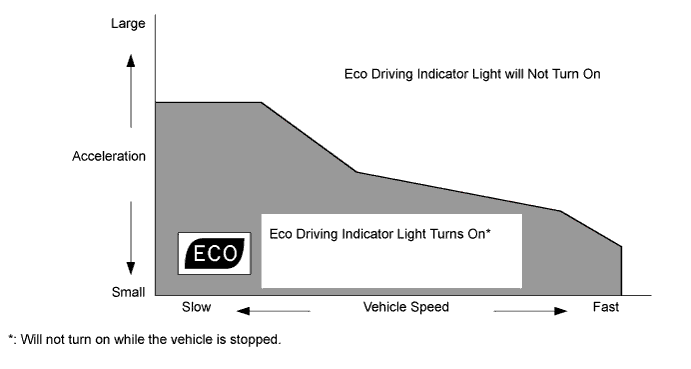 Large
Eco Driving Indicator Light will Not Turn On
Acceleration
Eco Driving Indicator Light Turns On*
ECO
Small
Slow
Vehicle Speed
Fast
*: Will not turn on while the vehicle is stopped.